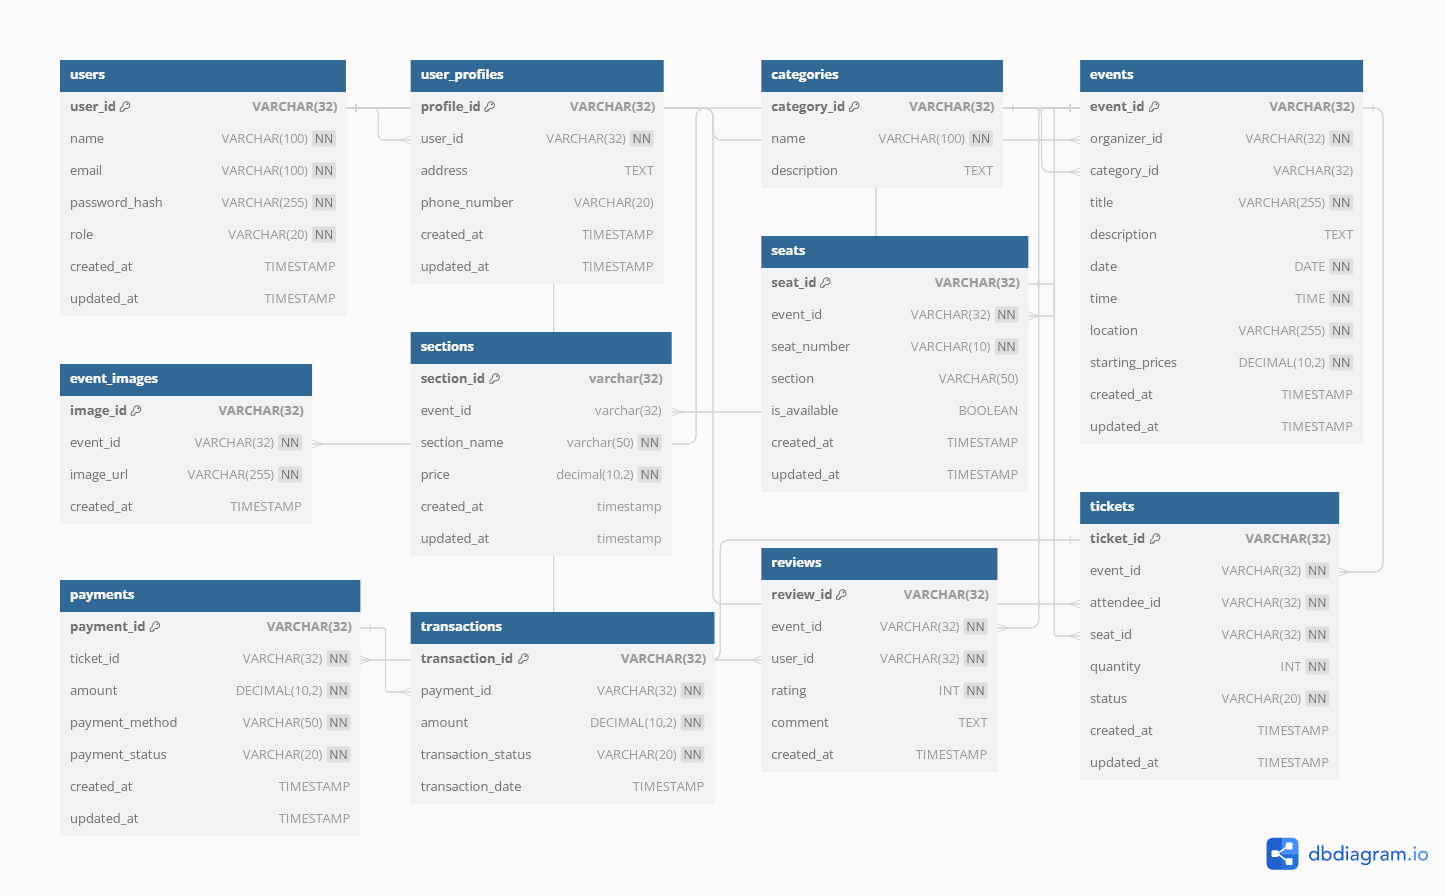 users
user_id VARCHAR(32)
name VARCHAR(100) NN
email VARCHAR(100) NN
password_hash VARCHAR(255) NN
role VARCHAR(20) NN
created_at TIMESTAMP
updated_at TIMESTAMP
user_profiles
profile_id VARCHAR(32)
user_id VARCHAR(32) NN
address TEXT
phone_number VARCHAR(20)
created_at TIMESTAMP
updated_at TIMESTAMP
categories
category_id VARCHAR(32)
name VARCHAR(100) NN
description TEXT
events
event_id VARCHAR(32)
organizer_id VARCHAR(32) NN
category_id VARCHAR(32)
title VARCHAR(255) NN
description TEXT
date DATE NN
time TIME NN
location VARCHAR(255) NN
starting_prices DECIMAL(10,2) NN
created_at TIMESTAMP
updated_at TIMESTAMP
seats
seat_id VARCHAR(32)
event_id VARCHAR(32) NN
seat_number VARCHAR(10) NN
section VARCHAR(50)
is_available BOOLEAN
created_at TIMESTAMP
updated_at TIMESTAMP
event_images
image_id VARCHAR(32)
event_id VARCHAR(32) NN
image_url VARCHAR(255) NN
created_at TIMESTAMP
sections
section_id varchar(32)
event_id varchar(32)
section_name varchar(50) NN
price decimal(10,2) NN
created_at timestamp
updated_at timestamp
tickets
ticket_id VARCHAR(32)
event_id VARCHAR(32) NN
attendee_id VARCHAR(32) NN
seat_id VARCHAR(32) NN
quantity INT NN
status VARCHAR(20) NN
created_at TIMESTAMP
updated_at TIMESTAMP
payments
payment_id VARCHAR(32)
ticket_id VARCHAR(32) NN
amount DECIMAL(10,2) NN
payment_method VARCHAR(50) NN
payment_status VARCHAR(20) NN
created_at TIMESTAMP
updated_at TIMESTAMP
transactions
transaction_id VARCHAR(32)
payment_id VARCHAR(32) NN
amount DECIMAL(10,2) NN
transaction_status VARCHAR(20) NN
transaction_date TIMESTAMP
reviews
review_id VARCHAR(32)
event_id VARCHAR(32) NN
user_id VARCHAR(32) NN
rating INT NN
comment TEXT
created_at TIMESTAMP
dbdiagram.io